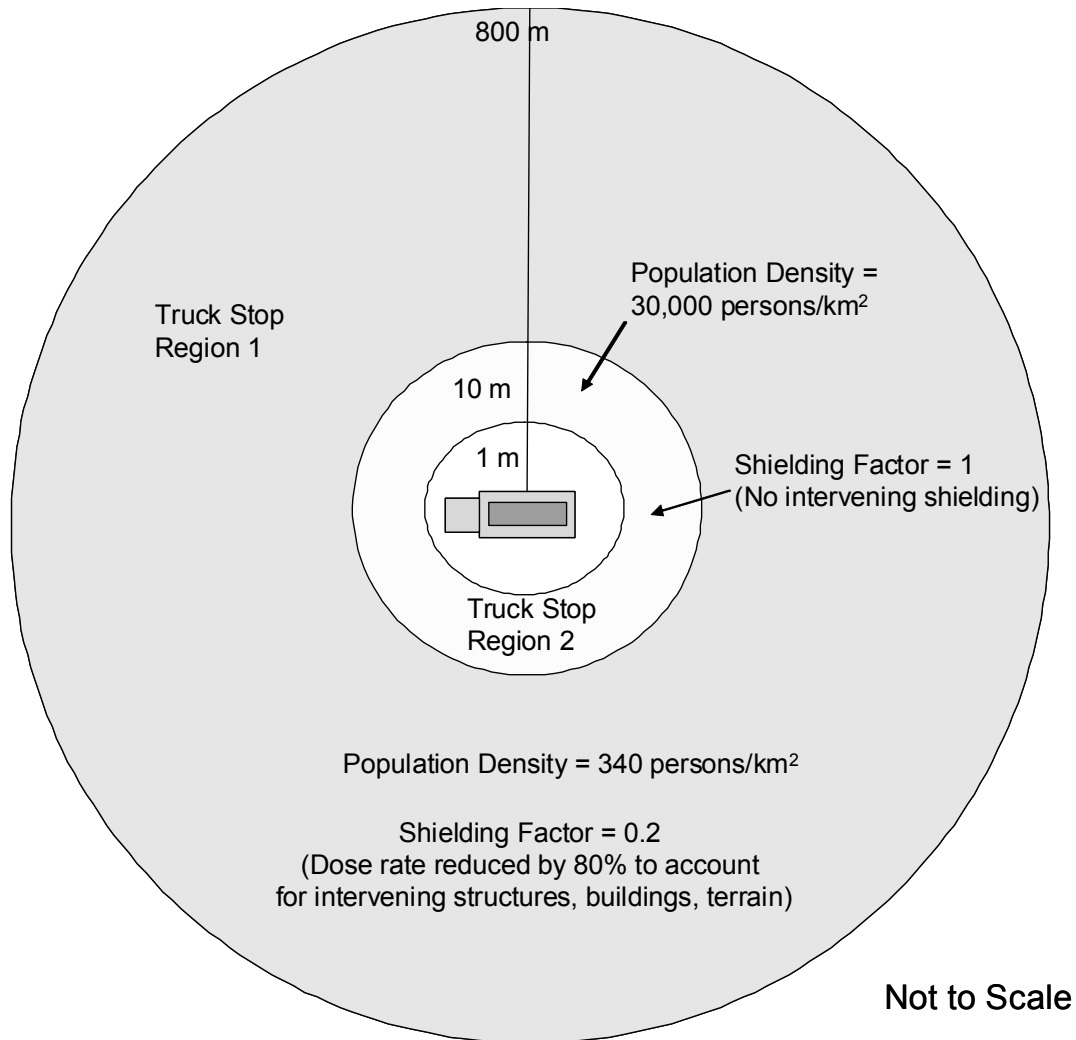 800 m
Population Density =
30,000 persons/km²
Truck Stop
Region 1
10 m
1 m
Shielding Factor = 1
(No intervening shielding)
Truck Stop
Region 2
Population Density = 340 persons/km²
Shielding Factor = 0.2
(Dose rate reduced by 80% to account
for intervening structures, buildings, terrain)
Not to Scale